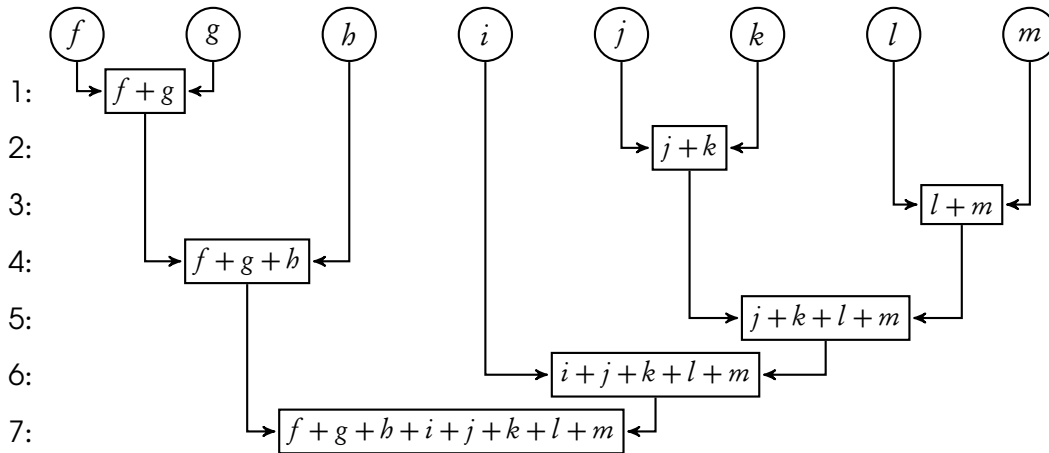 f g h i j k l m
1: f + g
2: j + k
3: l + m
4: f + g + h
5: j + k + l + m
6: i + j + k + l + m
7: f + g + h + i + j + k + l + m